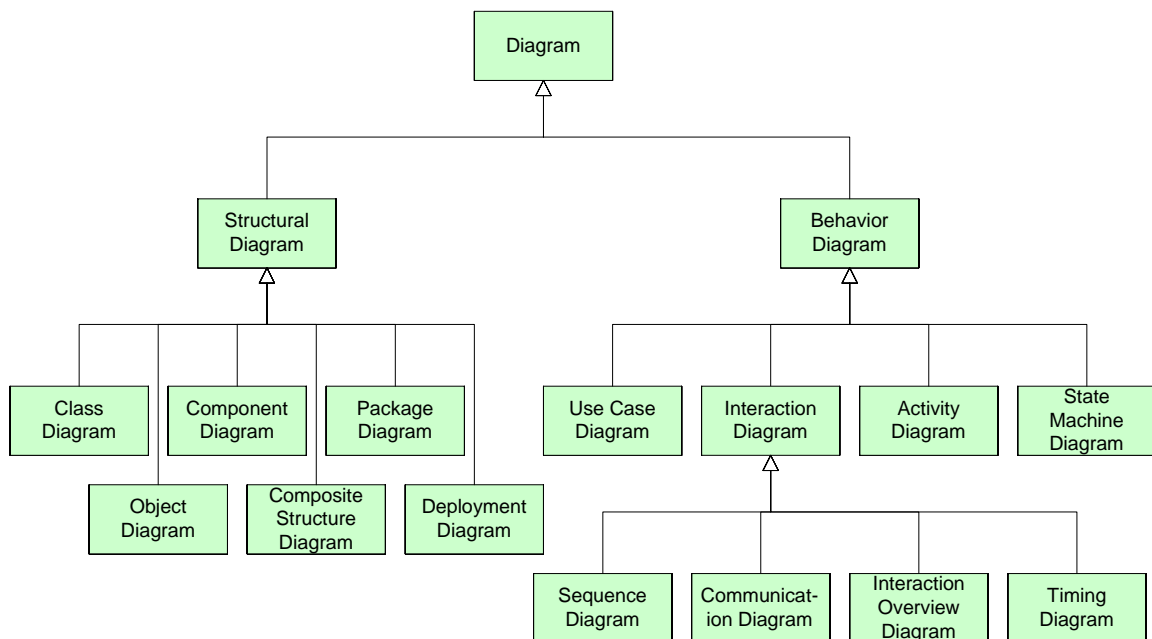 Diagram
Structural
Diagram
Behavior
Diagram
Class
Diagram
Component
Diagram
Package
Diagram
Use Case
Diagram
Interaction
Diagram
Activity
Diagram
State
Machine
Diagram
Object
Diagram
Composite
Structure
Diagram
Deployment
Diagram
Sequence
Diagram
Communicat-
ion Diagram
Interaction
Overview
Diagram
Timing
Diagram